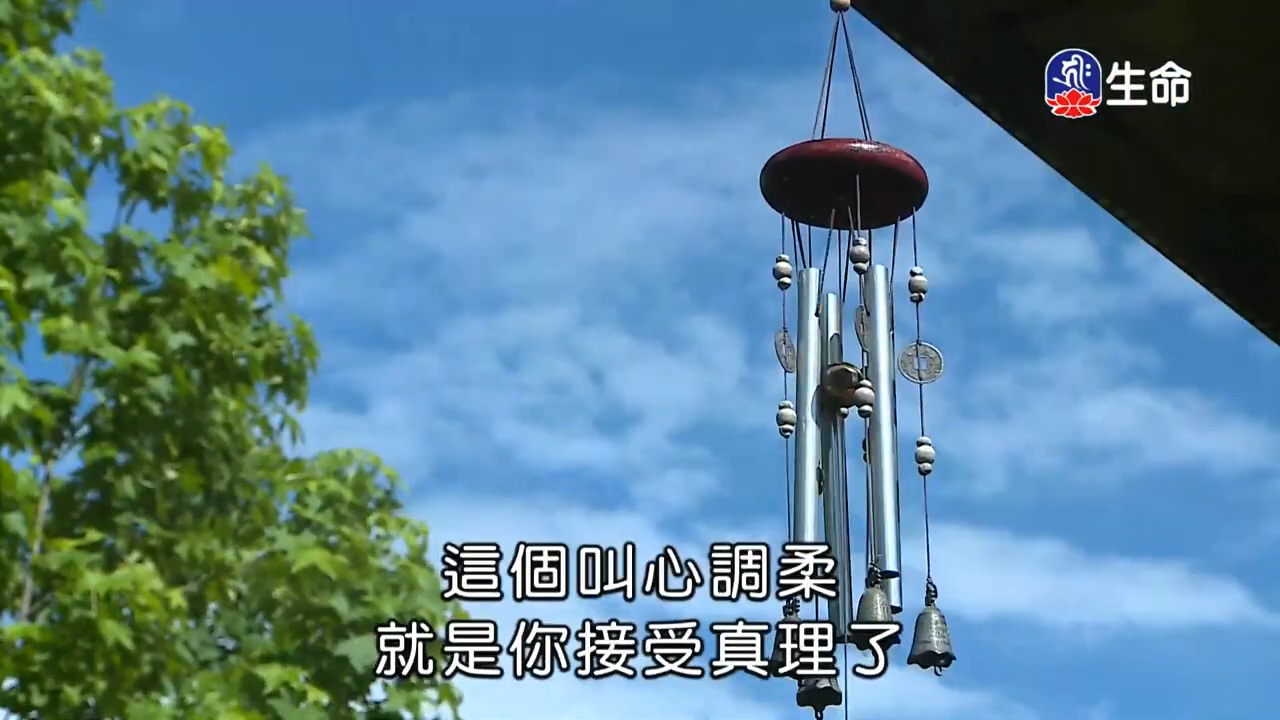 生命
這個叫心調柔
就是你接受真理了